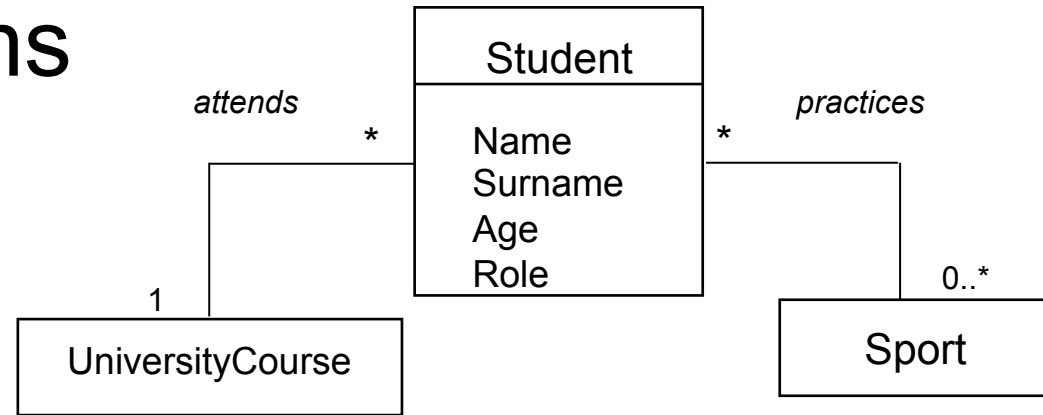 ns
Student
attends
practices
*
*
Name
Surname
Age
Role
1
0..*
UniversityCourse
Sport